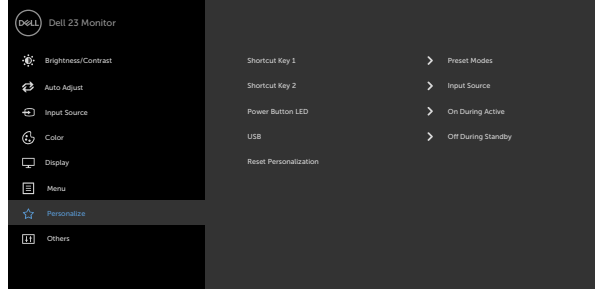 DELL Dell 23 Monitor
Brightness/Contrast
Auto Adjust
Input Source
Color
Display
Menu
Personalize
Others
Shortcut Key 1 Preset Modes
Shortcut Key 2 Input Source
Power Button LED On During Active
USB Off During Standby
Reset Personalization